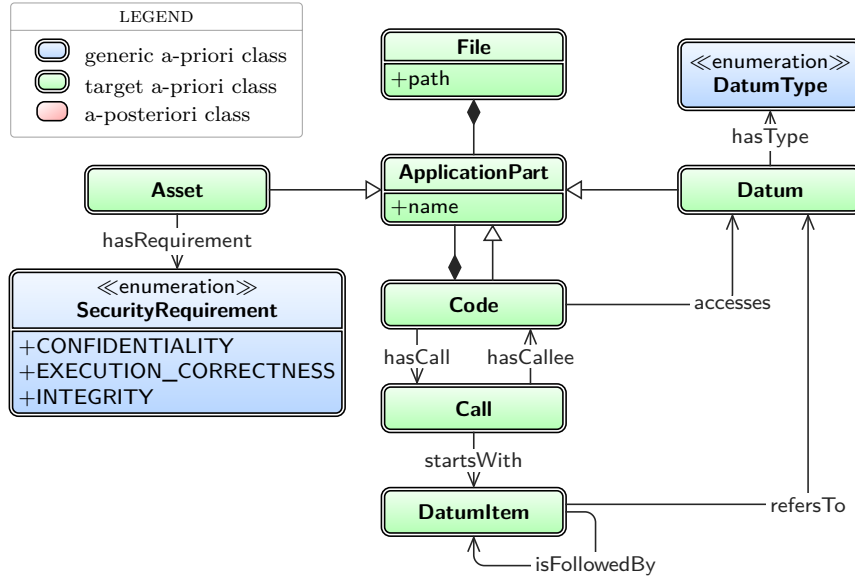 LEGEND
generic a-priori class
target a-priori class
a-posteriori class
File
+path
≪enumeration≫
DatumType
hasType
Asset
ApplicationPart
+name
Datum
hasRequirement
≪enumeration≫
SecurityRequirement
+CONFIDENTIALITY
+EXECUTION_CORRECTNESS
+INTEGRITY
Code
accesses
hasCall
hasCallee
Call
startsWith
DatumItem
refersTo
isFollowedBy